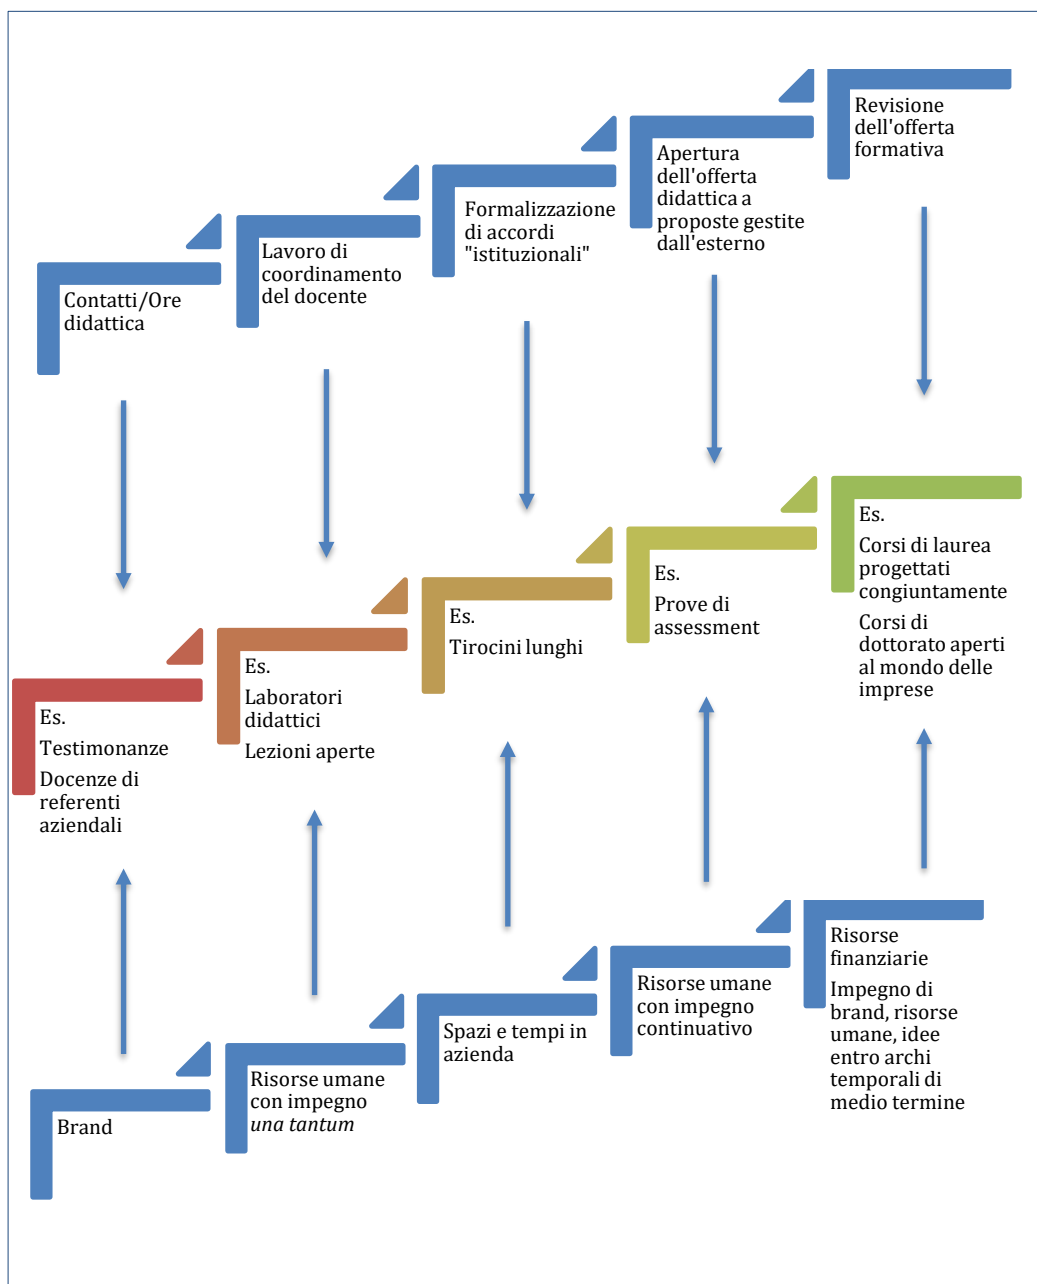 Contatti/Ore
didattica
Lavoro di
coordinamento
del docente
Formalizzazione
di accordi
"istituzionali"
Apertura
dell'offerta
didattica a
proposte gestite
dall'esterno
Revisione
dell'offerta
formativa
Es.
Testimonanze
Docenze di
referenti
aziendali
Es.
Laboratori
didattici
Lezioni aperte
Es.
Tirocini lunghi
Es.
Prove di
assessment
Es.
Corsi di laurea
progettati
congiuntamente
Corsi di
dottorato aperti
al mondo delle
imprese
Brand
Risorse umane
con impegno
una tantum
Spazi e tempi in
azienda
Risorse umane
con impegno
continuativo
Risorse
finanziarie
Impegno di
brand, risorse
umane, idee
entro archi
temporali di
medio termine